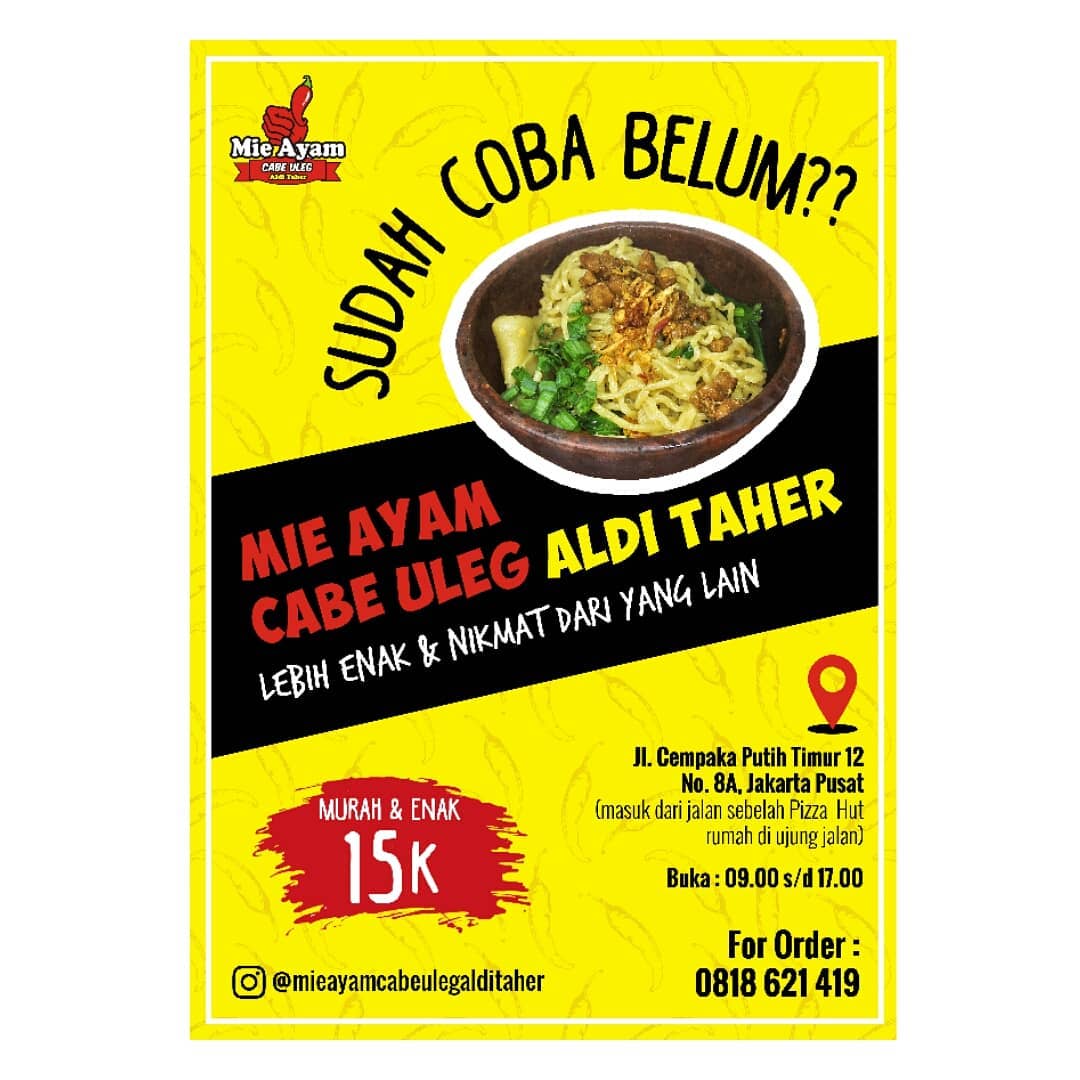 Mie Ayam
CABE ULEG
Aldi Taher
SUDAH COBA BELUM??
MIE AYAM
CABE ULEG ALDI TAHER
LEBIH ENAK & NIKMAT DARI YANG LAIN
Jl. Cempaka Putih Timur 12
No. 8A, Jakarta Pusat
(masuk dari jalan sebelah Pizza Hut
rumah di ujung jalan)
Buka : 09.00 s/d 17.00
MURAH & ENAK
15K
For Order :
0818 621 419
@mieayamcabeulegalditaher